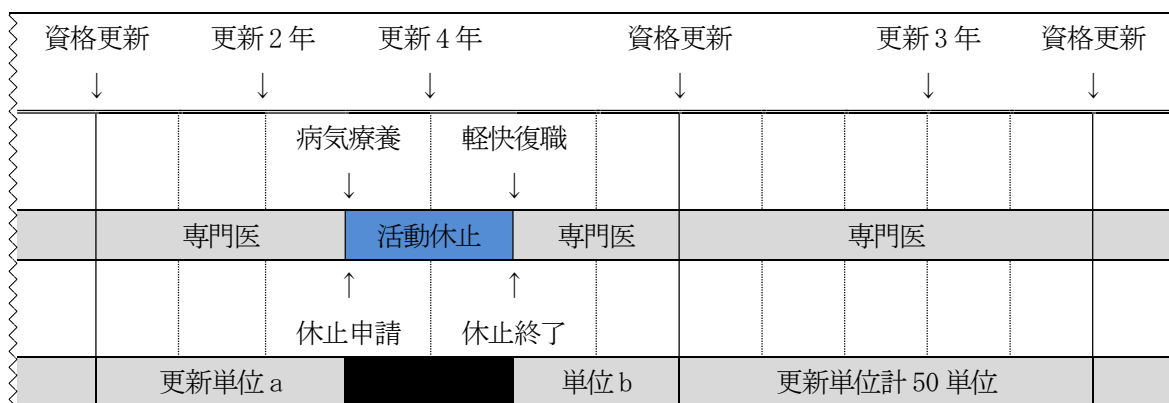 資格更新 更新2年 更新4年 資格更新 更新3年 資格更新
↓ ↓ ↓ ↓ ↓ ↓
病気療養 軽快復職
↓ ↓
専門医 活動休止 専門医 専門医
↑ ↑
休止申請 休止終了
更新単位a 単位b 更新単位計50単位